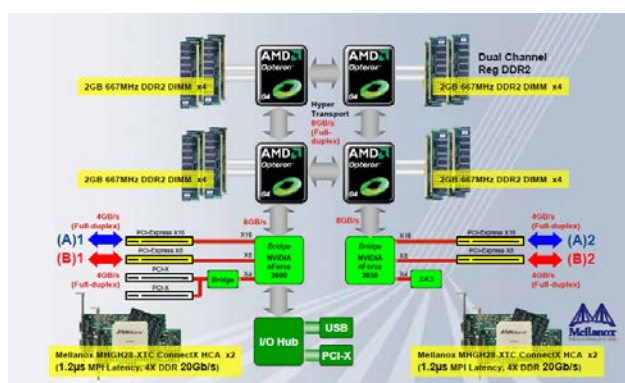 AMD
Opteron
64
AMD
Opteron
64
Dual Channel
Reg DDR2
2GB 667MHz DDR2 DIMM x4
2GB 667MHz DDR2 DIMM x4
Hyper
Transport
8GB/s
(Full-
duplex)
AMD
Opteron
64
AMD
Opteron
64
2GB 667MHz DDR2 DIMM x4
2GB 667MHz DDR2 DIMM x4
8GB/s
8GB/s
4GB/s
(Full-duplex)
PCI-Express X16
X16
(A)1
PCI-Express X8
X8
(B)1
4GB/s
(Full-duplex)
PCI-X
PCI-X
X4
Bridge
Bridge
NVIDIA
nForce
3600
Bridge
NVIDIA
nForce
3050
X16
PCI-Express X16
4GB/s
(Full-duplex)
(A)2
X8
PCI-Express X8
(B)2
X4
SAS
4GB/s
(Full-duplex)
I/O Hub
USB
PCI-X
Mellanox
Mellanox MHGH28-XTC ConnectX HCA x2
(1.2μs MPI Latency, 4X DDR 20Gb/s)
Mellanox MHGH28-XTC ConnectX HCA x2
(1.2μs MPI Latency, 4X DDR 20Gb/s)